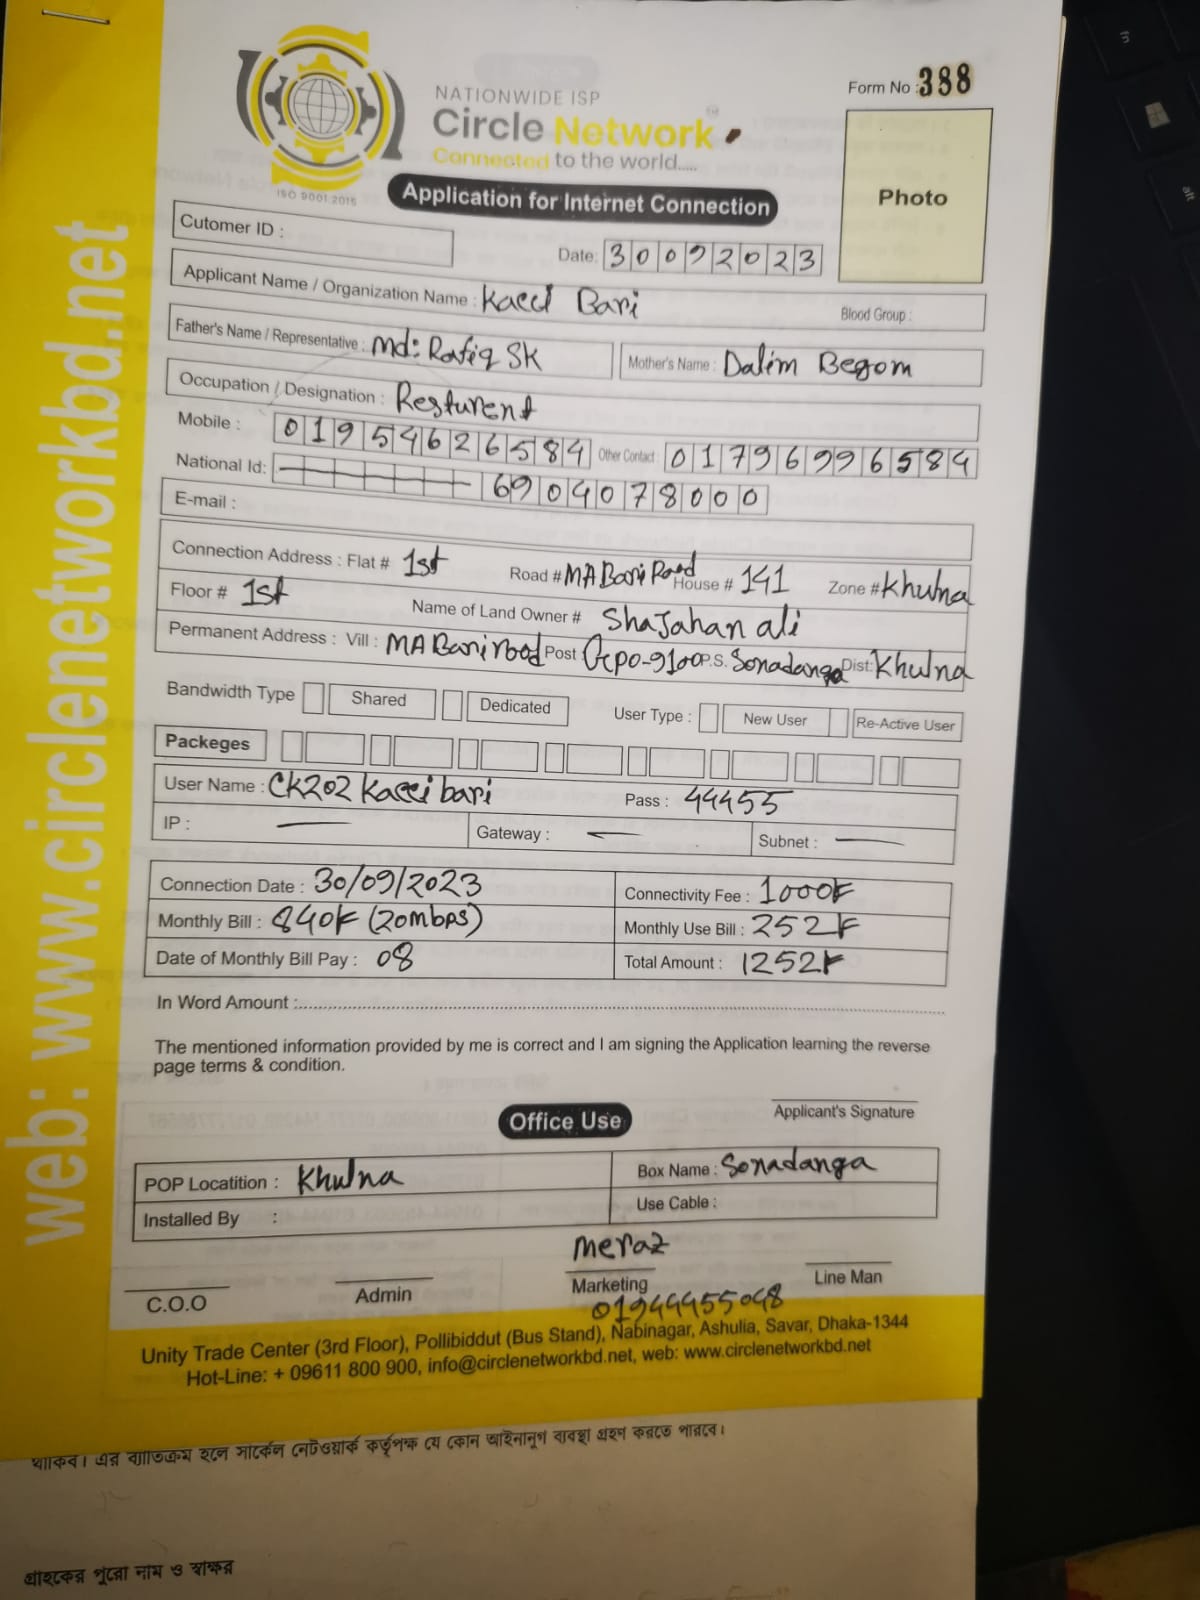 NATIONWIDE ISP
Circle Network
Connected to the world.....
ISO 9001:2015
Form No : 388
Photo
Application for Internet Connection
Cutomer ID :
Date: 30092023
Applicant Name / Organization Name : Kacci Bari
Blood Group :
Father's Name / Representative : Md: Rafiq SK
Mother's Name : Dalim Begom
Occupation / Designation : Resturent
Mobile : 01954626584 Other Contact : 01796996584
National Id: 6904078000
E-mail :
Connection Address : Flat # 1st Road # MA Bari Road House # 141 Zone # Khulna
Floor # 1st Name of Land Owner # Shajahan ali
Permanent Address : Vill : MA Bari road Post GPO-9100 P.S. Sonadanga Dist: Khulna
Bandwidth Type Shared Dedicated User Type : New User Re-Active User
Packeges
User Name : CK202 Kacci bari Pass : 44455
IP : — Gateway : — Subnet : —
Connection Date : 30/09/2023 Connectivity Fee : 1000৳
Monthly Bill : 840৳ (20mbps) Monthly Use Bill : 252৳
Date of Monthly Bill Pay : 08 Total Amount : 1252৳
In Word Amount :
The mentioned information provided by me is correct and I am signing the Application learning the reverse
page terms & condition.
Applicant's Signature
Office Use
POP Locatition : Khulna Box Name : Sonadanga
Installed By : Use Cable :
Meraz
C.O.O Admin Marketing Line Man
01944455048
Unity Trade Center (3rd Floor), Pollibiddut (Bus Stand), Nabinagar, Ashulia, Savar, Dhaka-1344
Hot-Line: + 09611 800 900, info@circlenetworkbd.net, web: www.circlenetworkbd.net
web: www.circlenetworkbd.net
থাকিব। এর ব্যাতিক্রম হলে সার্কেল নেটওয়ার্ক কর্তৃপক্ষ যে কোন আইনানুগ ব্যবস্থা গ্রহণ করতে পারবে।
গ্রাহকের পুরো নাম ও স্বাক্ষর